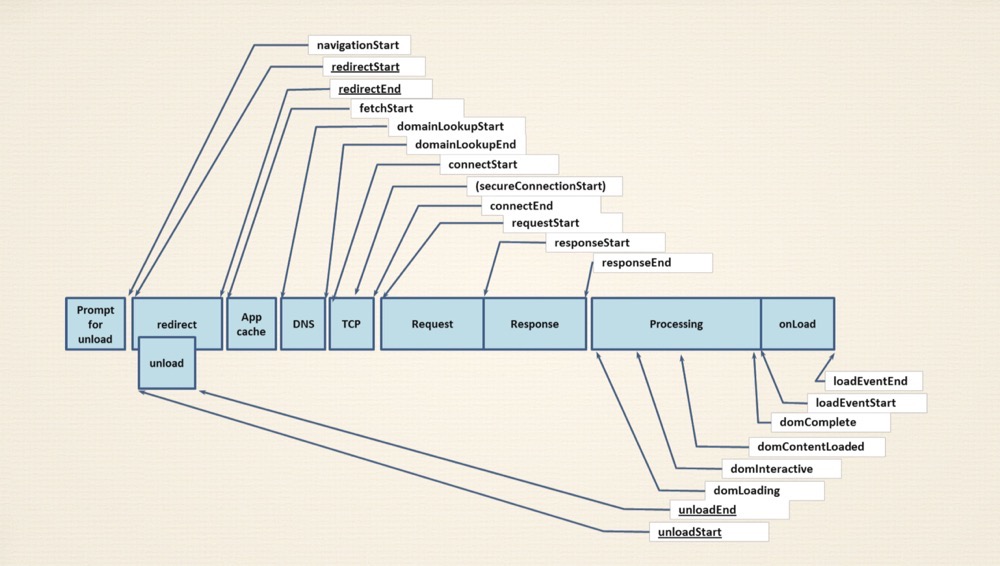 navigationStart
redirectStart
redirectEnd
fetchStart
domainLookupStart
domainLookupEnd
connectStart
(secureConnectionStart)
connectEnd
requestStart
responseStart
responseEnd
Prompt
for
unload
redirect
unload
App
cache
DNS
TCP
Request
Response
Processing
onLoad
loadEventEnd
loadEventStart
domComplete
domContentLoaded
domInteractive
domLoading
unloadEnd
unloadStart